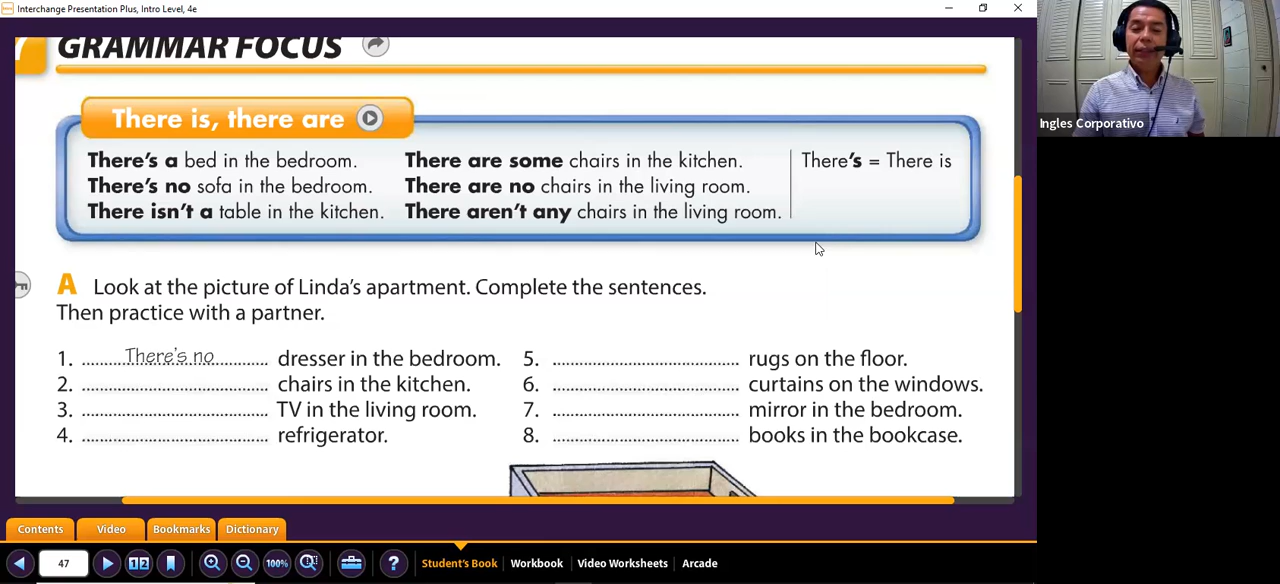 Interchange Presentation Plus, Intro Level, 4e
GRAMMAR FOCUS
There is, there are
There's a bed in the bedroom.
There's no sofa in the bedroom.
There isn't a table in the kitchen.
There are some chairs in the kitchen.
There are no chairs in the living room.
There aren't any chairs in the living room.
There's = There is
A Look at the picture of Linda's apartment. Complete the sentences.
Then practice with a partner.
1. There's no dresser in the bedroom.
2. chairs in the kitchen.
3. TV in the living room.
4. refrigerator.
5. rugs on the floor.
6. curtains on the windows.
7. mirror in the bedroom.
8. books in the bookcase.
Ingles Corporativo
Contents Video Bookmarks Dictionary
47 1 2 100% ? Student's Book Workbook Video Worksheets Arcade